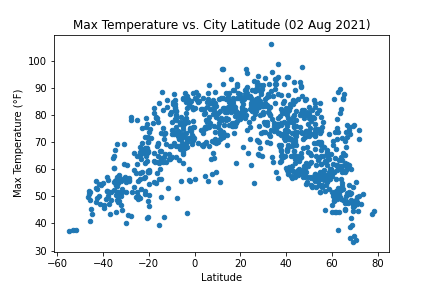 Max Temperature vs. City Latitude (02 Aug 2021)
Max Temperature (°F)
100
90
80
70
60
50
40
30
−60 −40 −20 0 20 40 60 80
Latitude